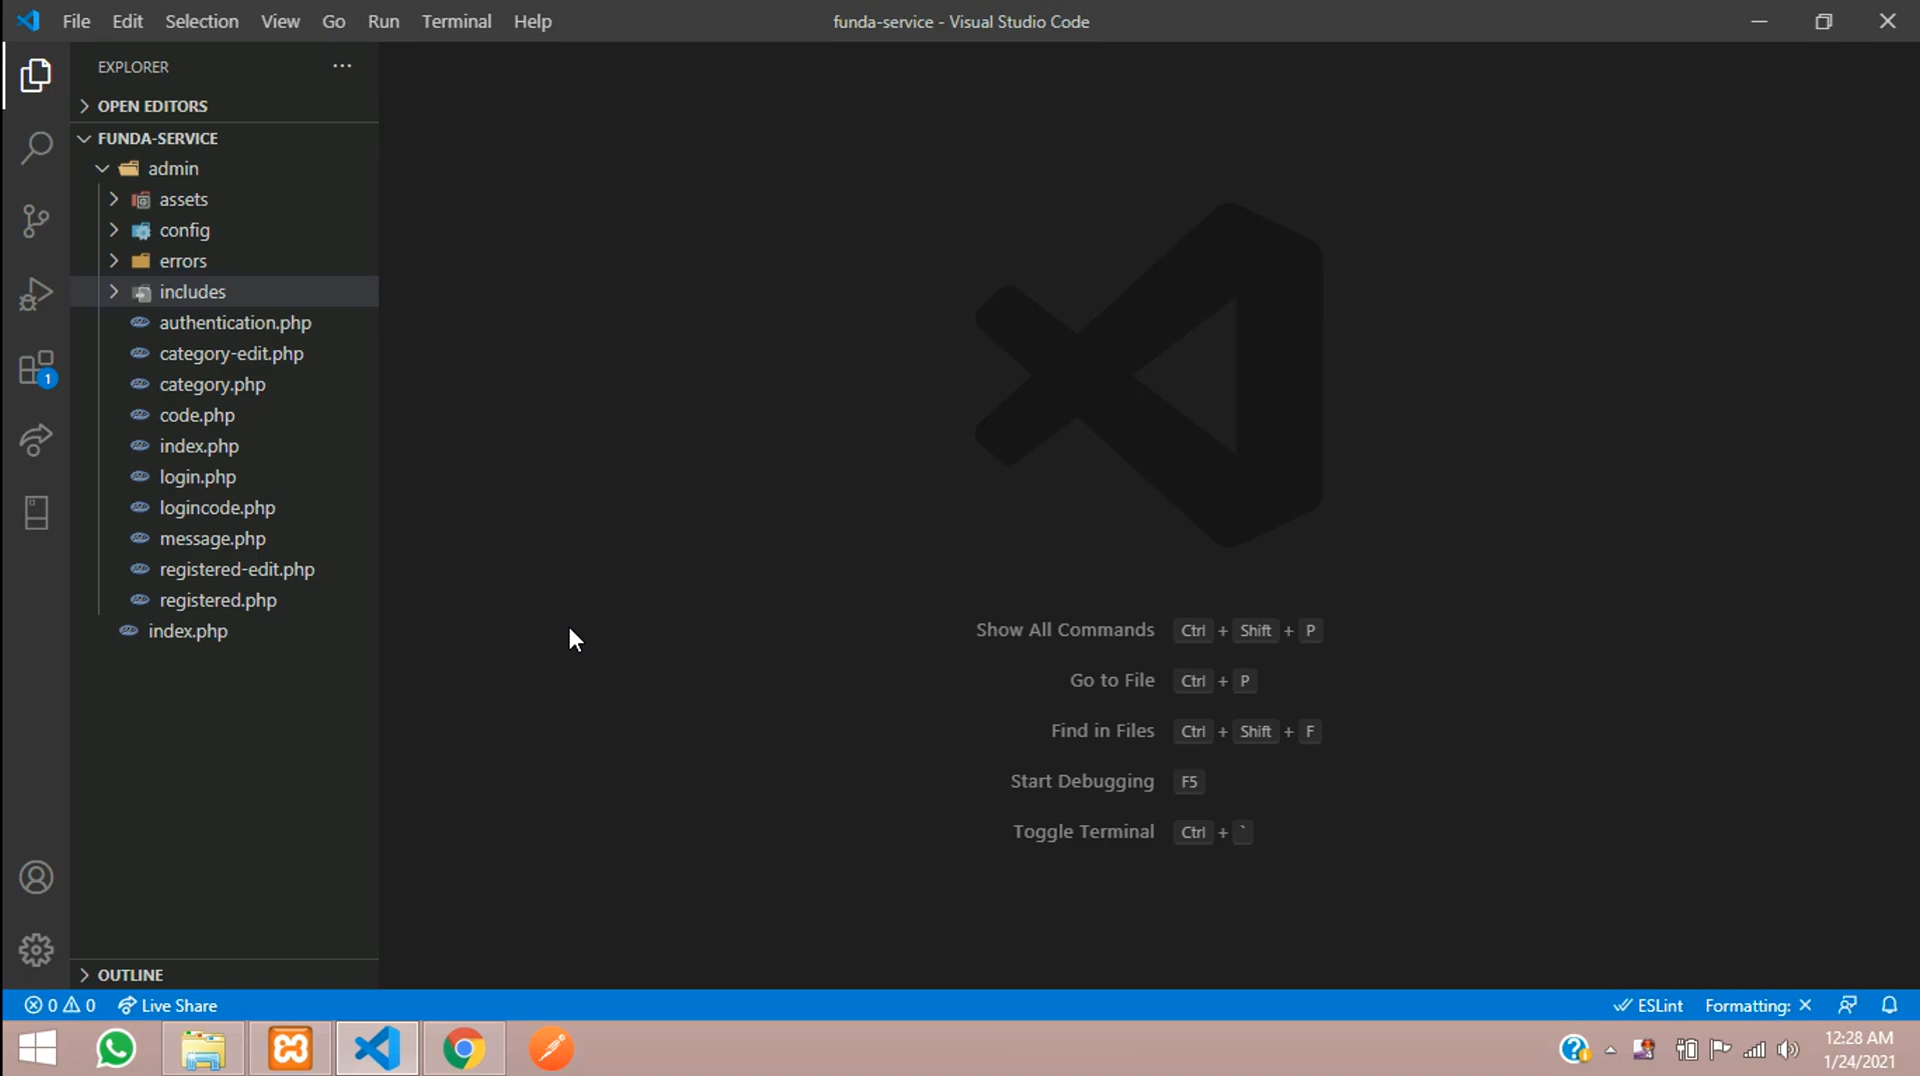 File Edit Selection View Go Run Terminal Help
funda-service - Visual Studio Code
EXPLORER ...
OPEN EDITORS
FUNDA-SERVICE
admin
assets
config
errors
includes
authentication.php
category-edit.php
category.php
code.php
index.php
login.php
logincode.php
message.php
registered-edit.php
registered.php
index.php
OUTLINE
1
Show All Commands Ctrl + Shift + P
Go to File Ctrl + P
Find in Files Ctrl + Shift + F
Start Debugging F5
Toggle Terminal Ctrl + `
0 0 Live Share
ESLint Formatting: ×
12:28 AM
1/24/2021